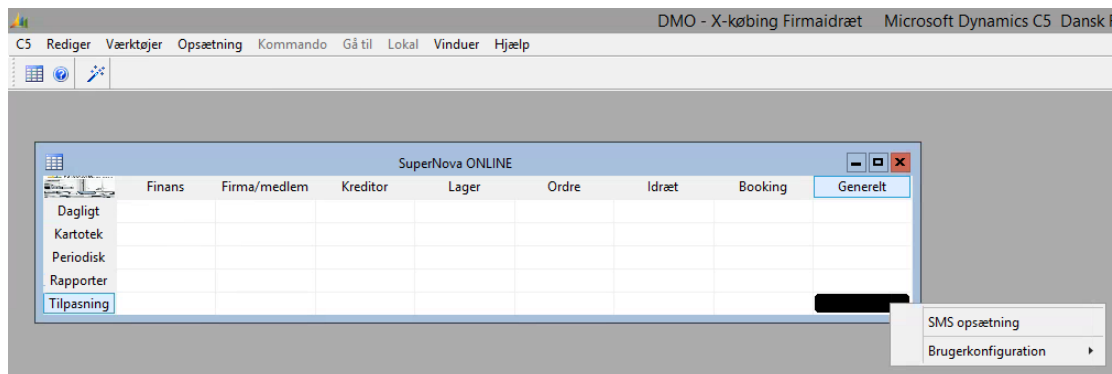 DMO - X-købing Firmaidræt Microsoft Dynamics C5 Dansk
C5 Rediger Værktøjer Opsætning Kommando Gå til Lokal Vinduer Hjælp
SuperNova ONLINE
Finans Firma/medlem Kreditor Lager Ordre Idræt Booking Generelt
Dagligt
Kartotek
Periodisk
Rapporter
Tilpasning
SMS opsætning
Brugerkonfiguration